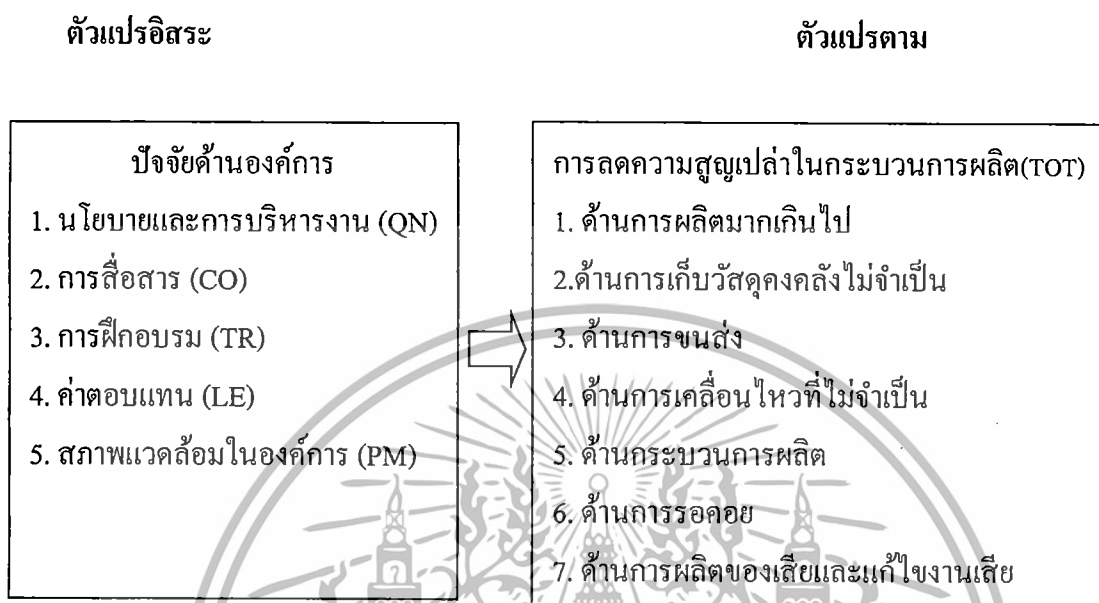 ตัวแปรอิสระ
ตัวแปรตาม
ปัจจัยด้านองค์การ
1. นโยบายและการบริหารงาน (QN)
2. การสื่อสาร (CO)
3. การฝึกอบรม (TR)
4. ค่าตอบแทน (LE)
5. สภาพแวดล้อมในองค์การ (PM)
การลดความสูญเปล่าในกระบวนการผลิต(TOT)
1. ด้านการผลิตมากเกินไป
2.ด้านการเก็บวัสดุคงคลังไม่จำเป็น
3. ด้านการขนส่ง
4. ด้านการเคลื่อนไหวที่ไม่จำเป็น
5. ด้านกระบวนการผลิต
6. ด้านการรอคอย
7. ด้านการผลิตของเสียและแก้ไขงานเสีย